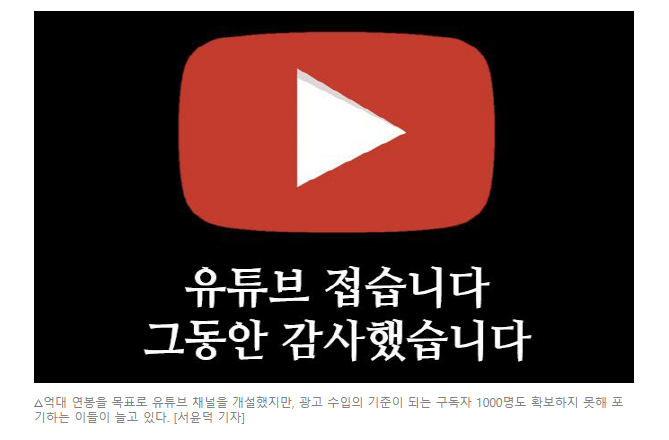 유튜브 접습니다
그동안 감사했습니다
△억대 연봉을 목표로 유튜브 채널을 개설했지만, 광고 수입의 기준이 되는 구독자 1000명도 확보하지 못해 포
기하는 이들이 늘고 있다. [서윤덕 기자]